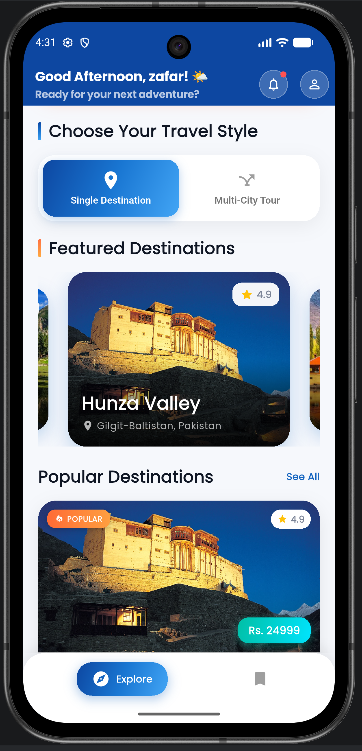 4:31
Good Afternoon, zafar! 🌤️
Ready for your next adventure?
Choose Your Travel Style
Single Destination
Multi-City Tour
Featured Destinations
4.9
Hunza Valley
Gilgit-Baltistan, Pakistan
Popular Destinations
See All
POPULAR
4.9
Rs. 24999
Explore